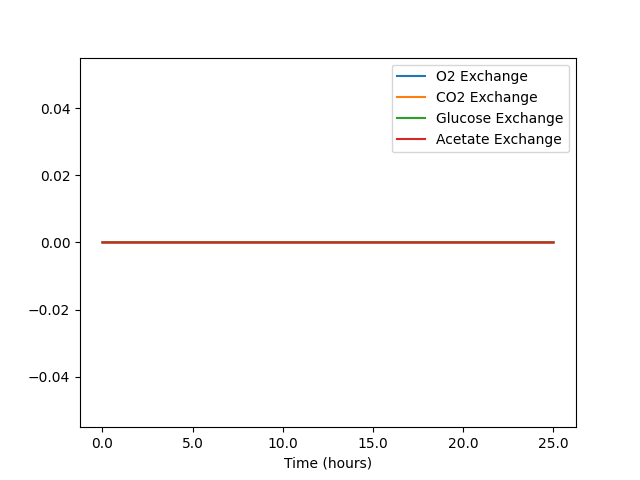 O2 Exchange
CO2 Exchange
Glucose Exchange
Acetate Exchange
0.04
0.02
0.00
−0.02
−0.04
0.0 5.0 10.0 15.0 20.0 25.0
Time (hours)